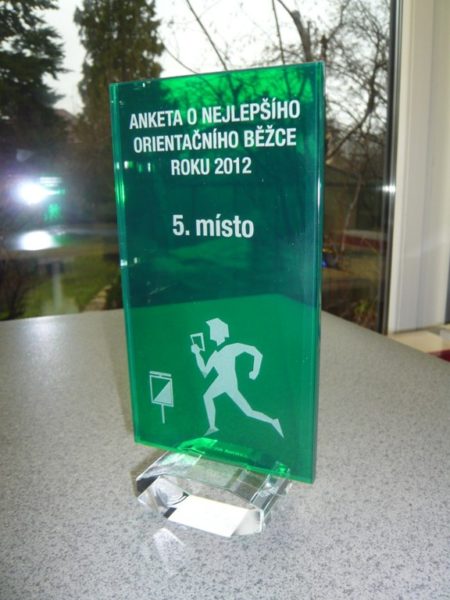 ANKETA O NEJLEPŠÍHO
ORIENTAČNÍHO BĚŽCE
ROKU 2012
5. místo